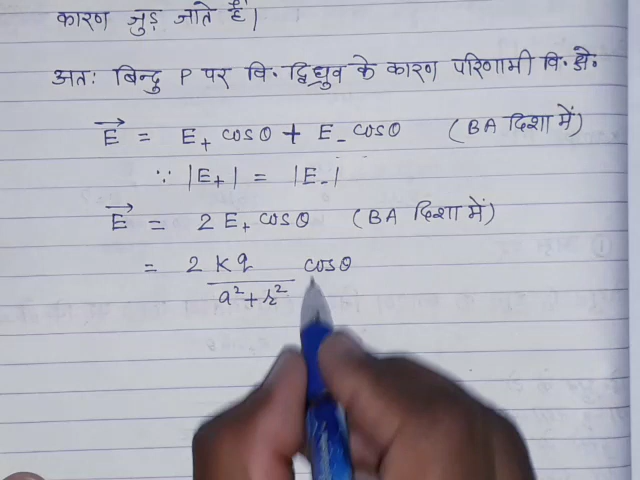 कारण जुड़ जाते हैं।
अतः बिन्दु P पर वि. द्विध्रुव के कारण परिणामी वि. क्षे.
E⃗ = E₊ cosθ + E₋ cosθ (BA दिशा में)
∵ |E₊| = |E₋|
E⃗ = 2 E₊ cosθ (BA दिशा में)
= 2 Kq/(a²+r²) cosθ